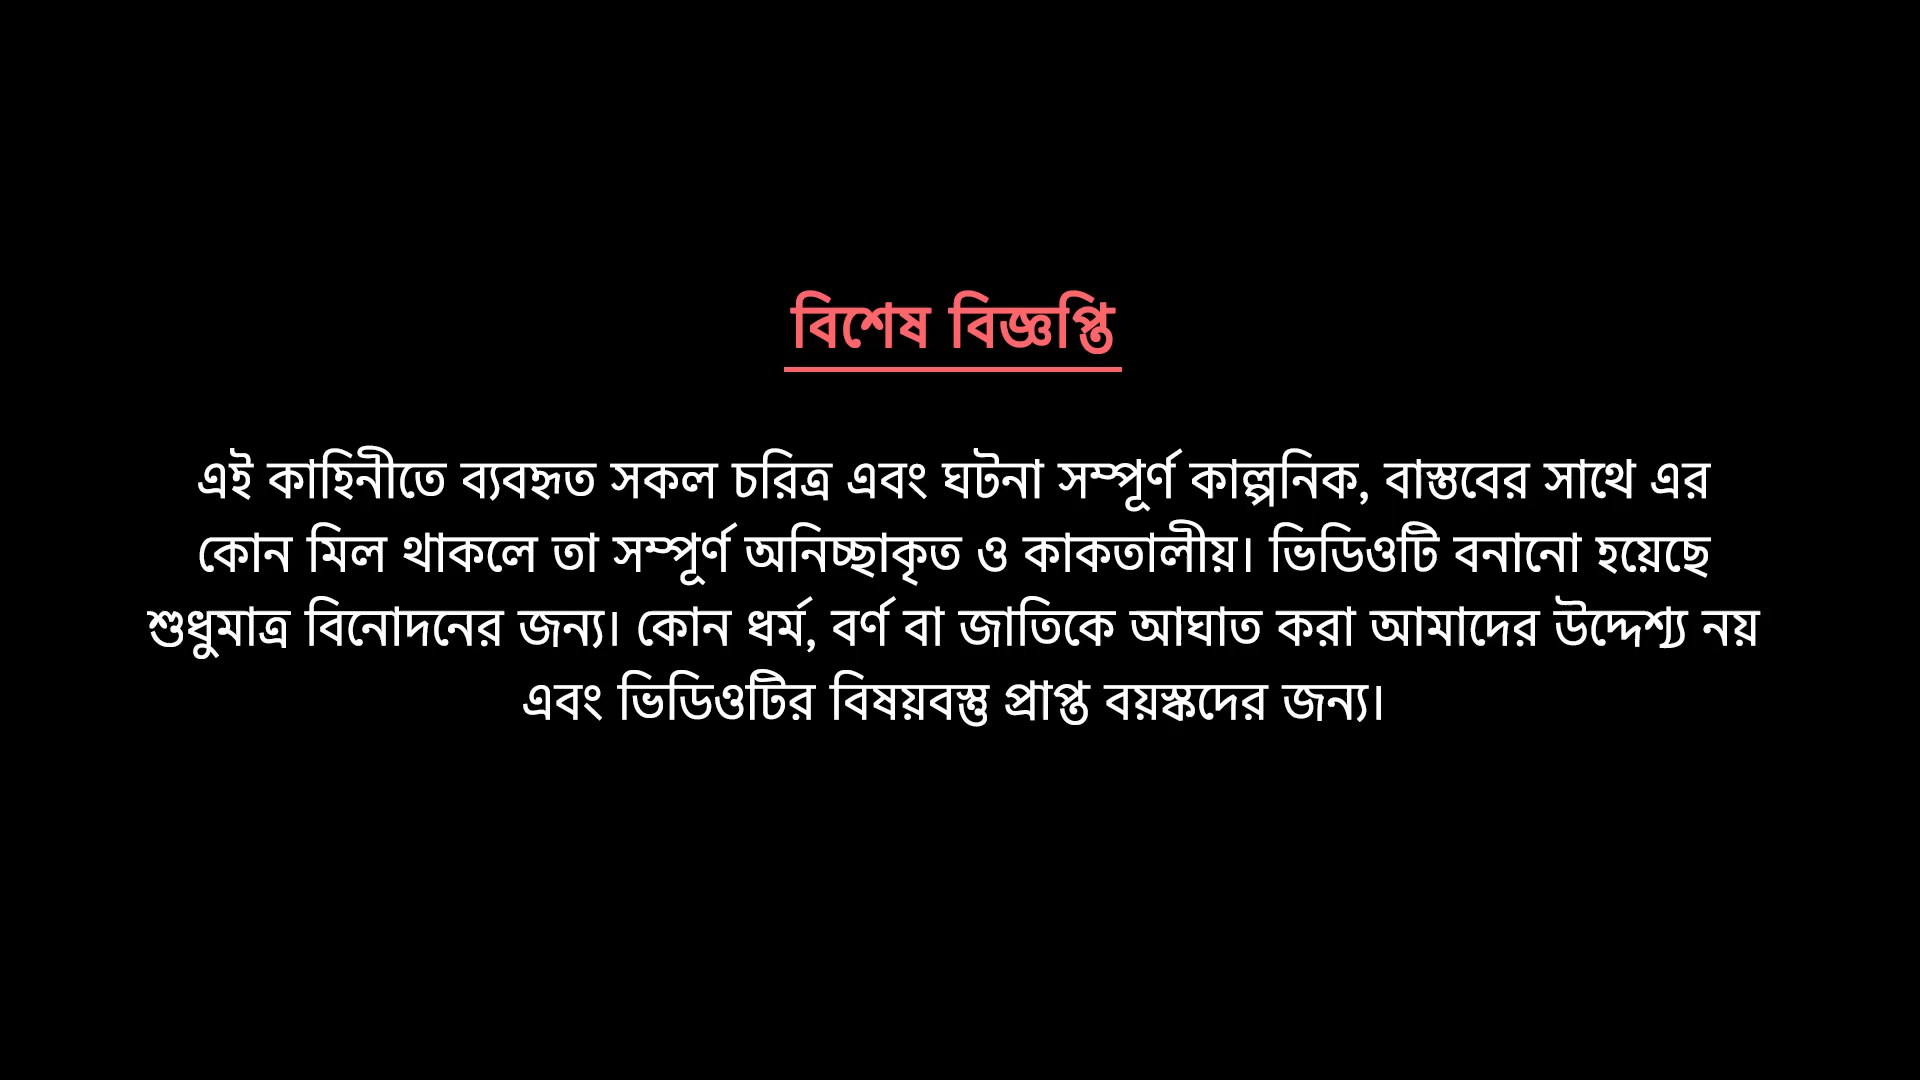 বিশেষ বিজ্ঞপ্তি
এই কাহিনীতে ব্যবহৃত সকল চরিত্র এবং ঘটনা সম্পূর্ণ কাল্পনিক, বাস্তবের সাথে এর
কোন মিল থাকলে তা সম্পূর্ণ অনিচ্ছাকৃত ও কাকতালীয়। ভিডিওটি বনানো হয়েছে
শুধুমাত্র বিনোদনের জন্য। কোন ধর্ম, বর্ণ বা জাতিকে আঘাত করা আমাদের উদ্দেশ্য নয়
এবং ভিডিওটির বিষয়বস্তু প্রাপ্ত বয়স্কদের জন্য।